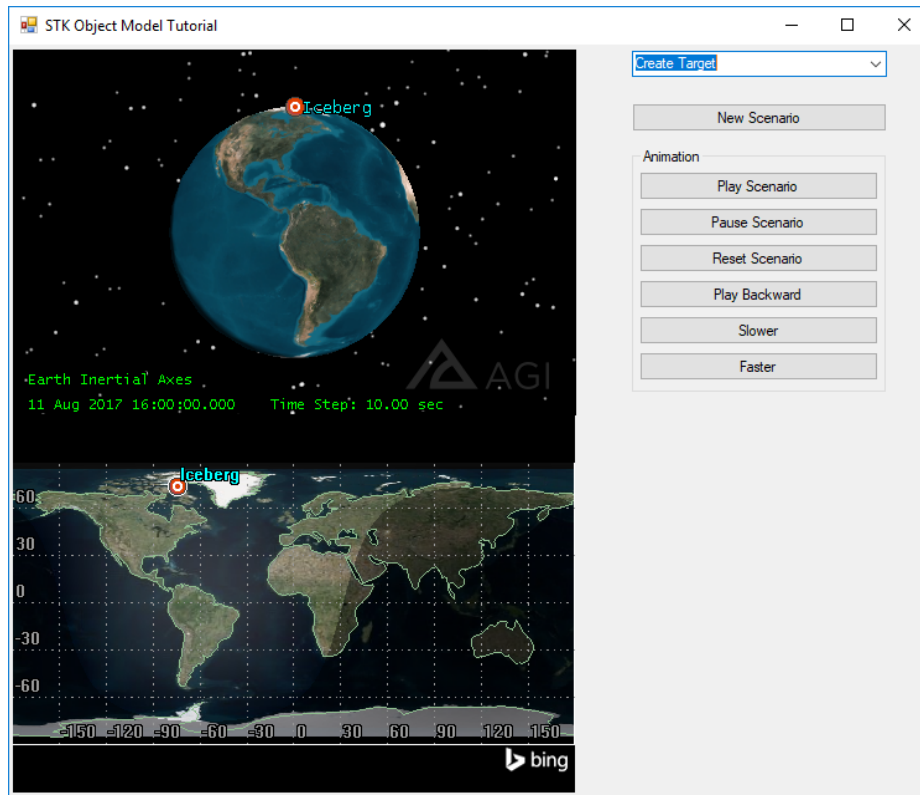 STK Object Model Tutorial
Create Target
New Scenario
Animation
Play Scenario
Pause Scenario
Reset Scenario
Play Backward
Slower
Faster
Iceberg
AGI
Earth Inertial Axes
11 Aug 2017 16:00:00.000 Time Step: 10.00 sec
Iceberg
60
30
0
-30
-60
-150 -120 -90 -60 -30 0 30 60 90 120 150
bing